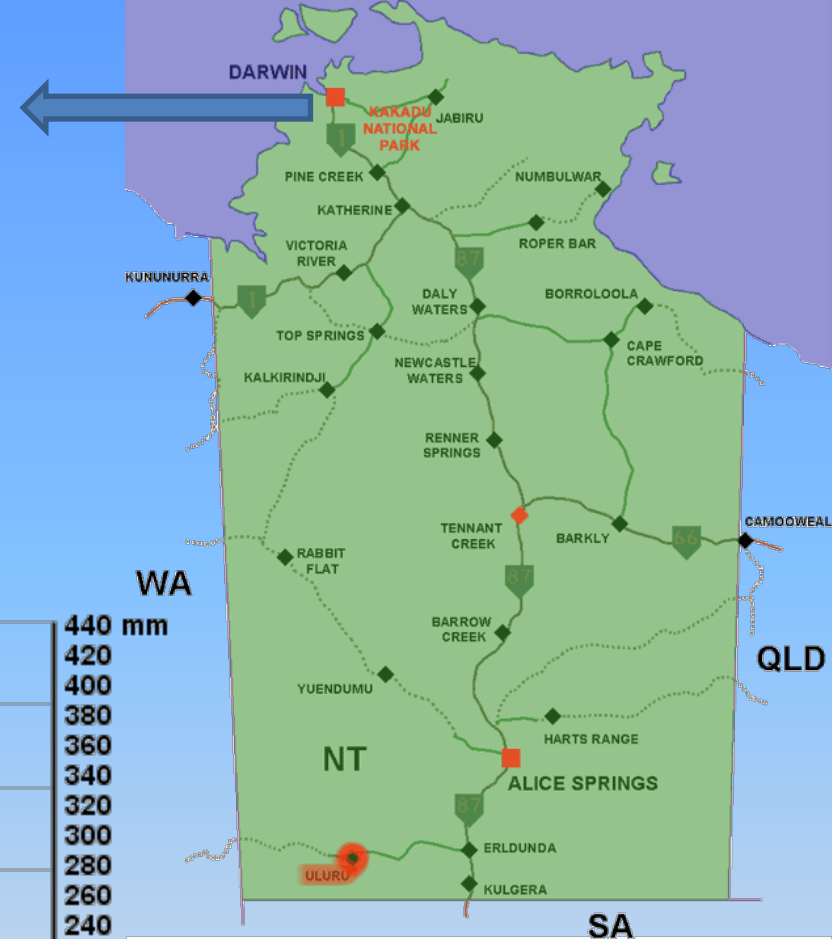 DARWIN
KAKADU
NATIONAL
PARK
JABIRU
1
PINE CREEK
NUMBULWAR
KATHERINE
ROPER BAR
VICTORIA
RIVER
87
KUNUNURRA
1
DALY
WATERS
BORROLOOLA
TOP SPRINGS
CAPE
CRAWFORD
NEWCASTLE
WATERS
KALKIRINDJI
RENNER
SPRINGS
TENNANT
CREEK
BARKLY
66
CAMOOWEAL
RABBIT
FLAT
WA
87
440 mm
BARROW
CREEK
420
QLD
400
YUENDUMU
380
HARTS RANGE
360
NT
340
ALICE SPRINGS
320
87
300
ERLDUNDA
280
ULURU
260
KULGERA
240
SA